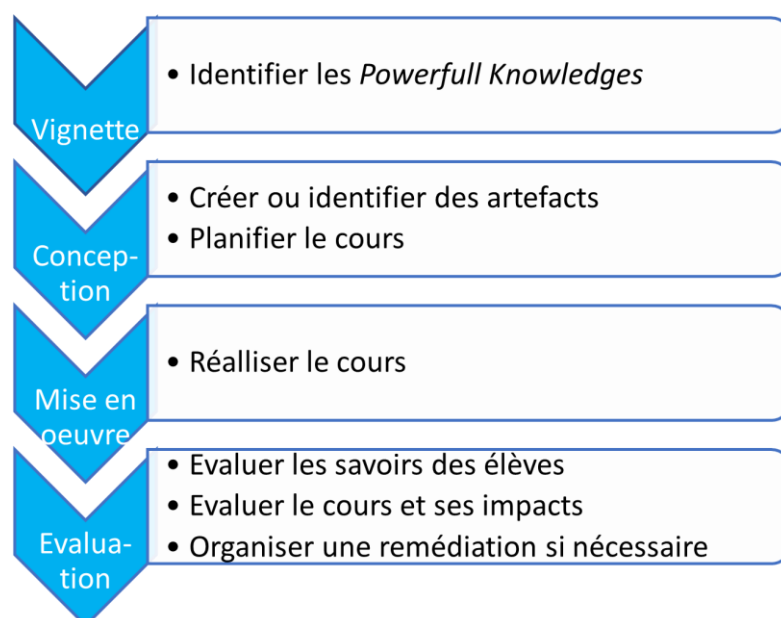 Vignette
• Identifier les Powerfull Knowledges
Concep-
tion
• Créer ou identifier des artefacts
• Planifier le cours
Mise en
oeuvre
• Réalliser le cours
Evalua-
tion
• Evaluer les savoirs des élèves
• Evaluer le cours et ses impacts
• Organiser une remédiation si nécessaire